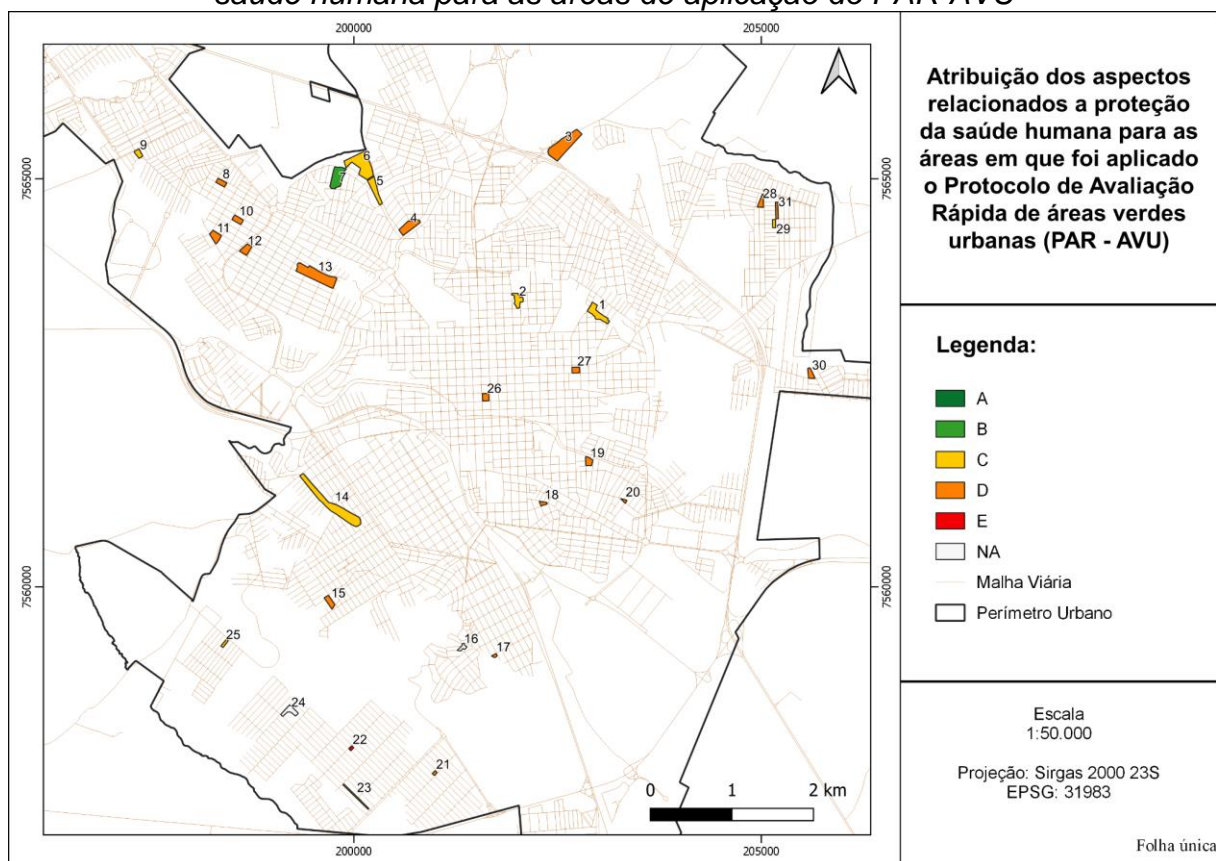 saúde humana para as áreas de aplicação do PAR-AVU
200000
205000
7565000
7565000
7560000
7560000
200000
205000
3
6
9
7
5
8
28
31
10
29
4
11
12
13
2
1
27
30
26
19
14
18
20
15
25
16
17
24
22
21
23
0 1 2 km
Atribuição dos aspectos
relacionados a proteção
da saúde humana para as
áreas em que foi aplicado
o Protocolo de Avaliação
Rápida de áreas verdes
urbanas (PAR - AVU)
Legenda:
A
B
C
D
E
NA
Malha Viária
Perímetro Urbano
Escala
1:50.000
Projeção: Sirgas 2000 23S
EPSG: 31983
Folha única